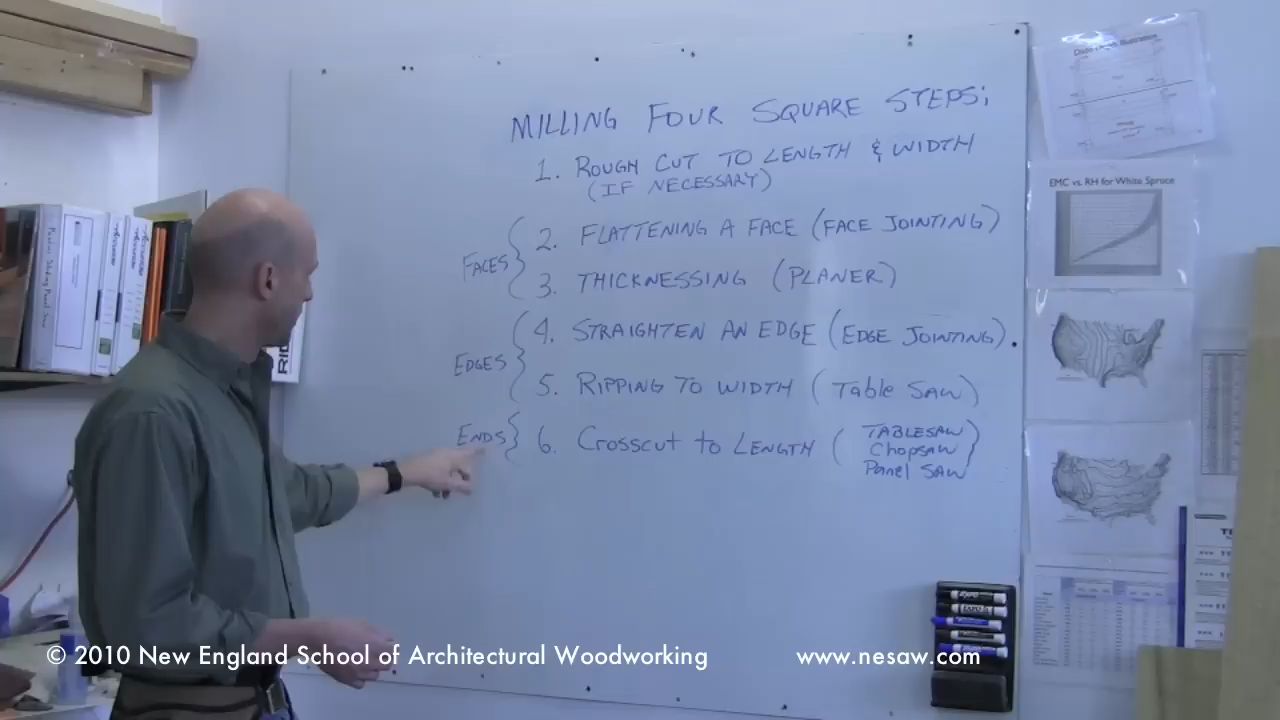 MILLING FOUR SQUARE STEPS;
1. ROUGH CUT TO LENGTH & WIDTH
(IF NECESSARY)
FACES { 2. FLATTENING A FACE (FACE JOINTING)
3. THICKNESSING (PLANER)
EDGES { 4. STRAIGHTEN AN EDGE (EDGE JOINTING)
5. RIPPING TO WIDTH (Table SAW)
ENDS } 6. Crosscut to LENGTH (TABLESAW
Chopsaw
Panel SAW)
EMC vs. RH for White Spruce
EXPO
© 2010 New England School of Architectural Woodworking
www.nesaw.com